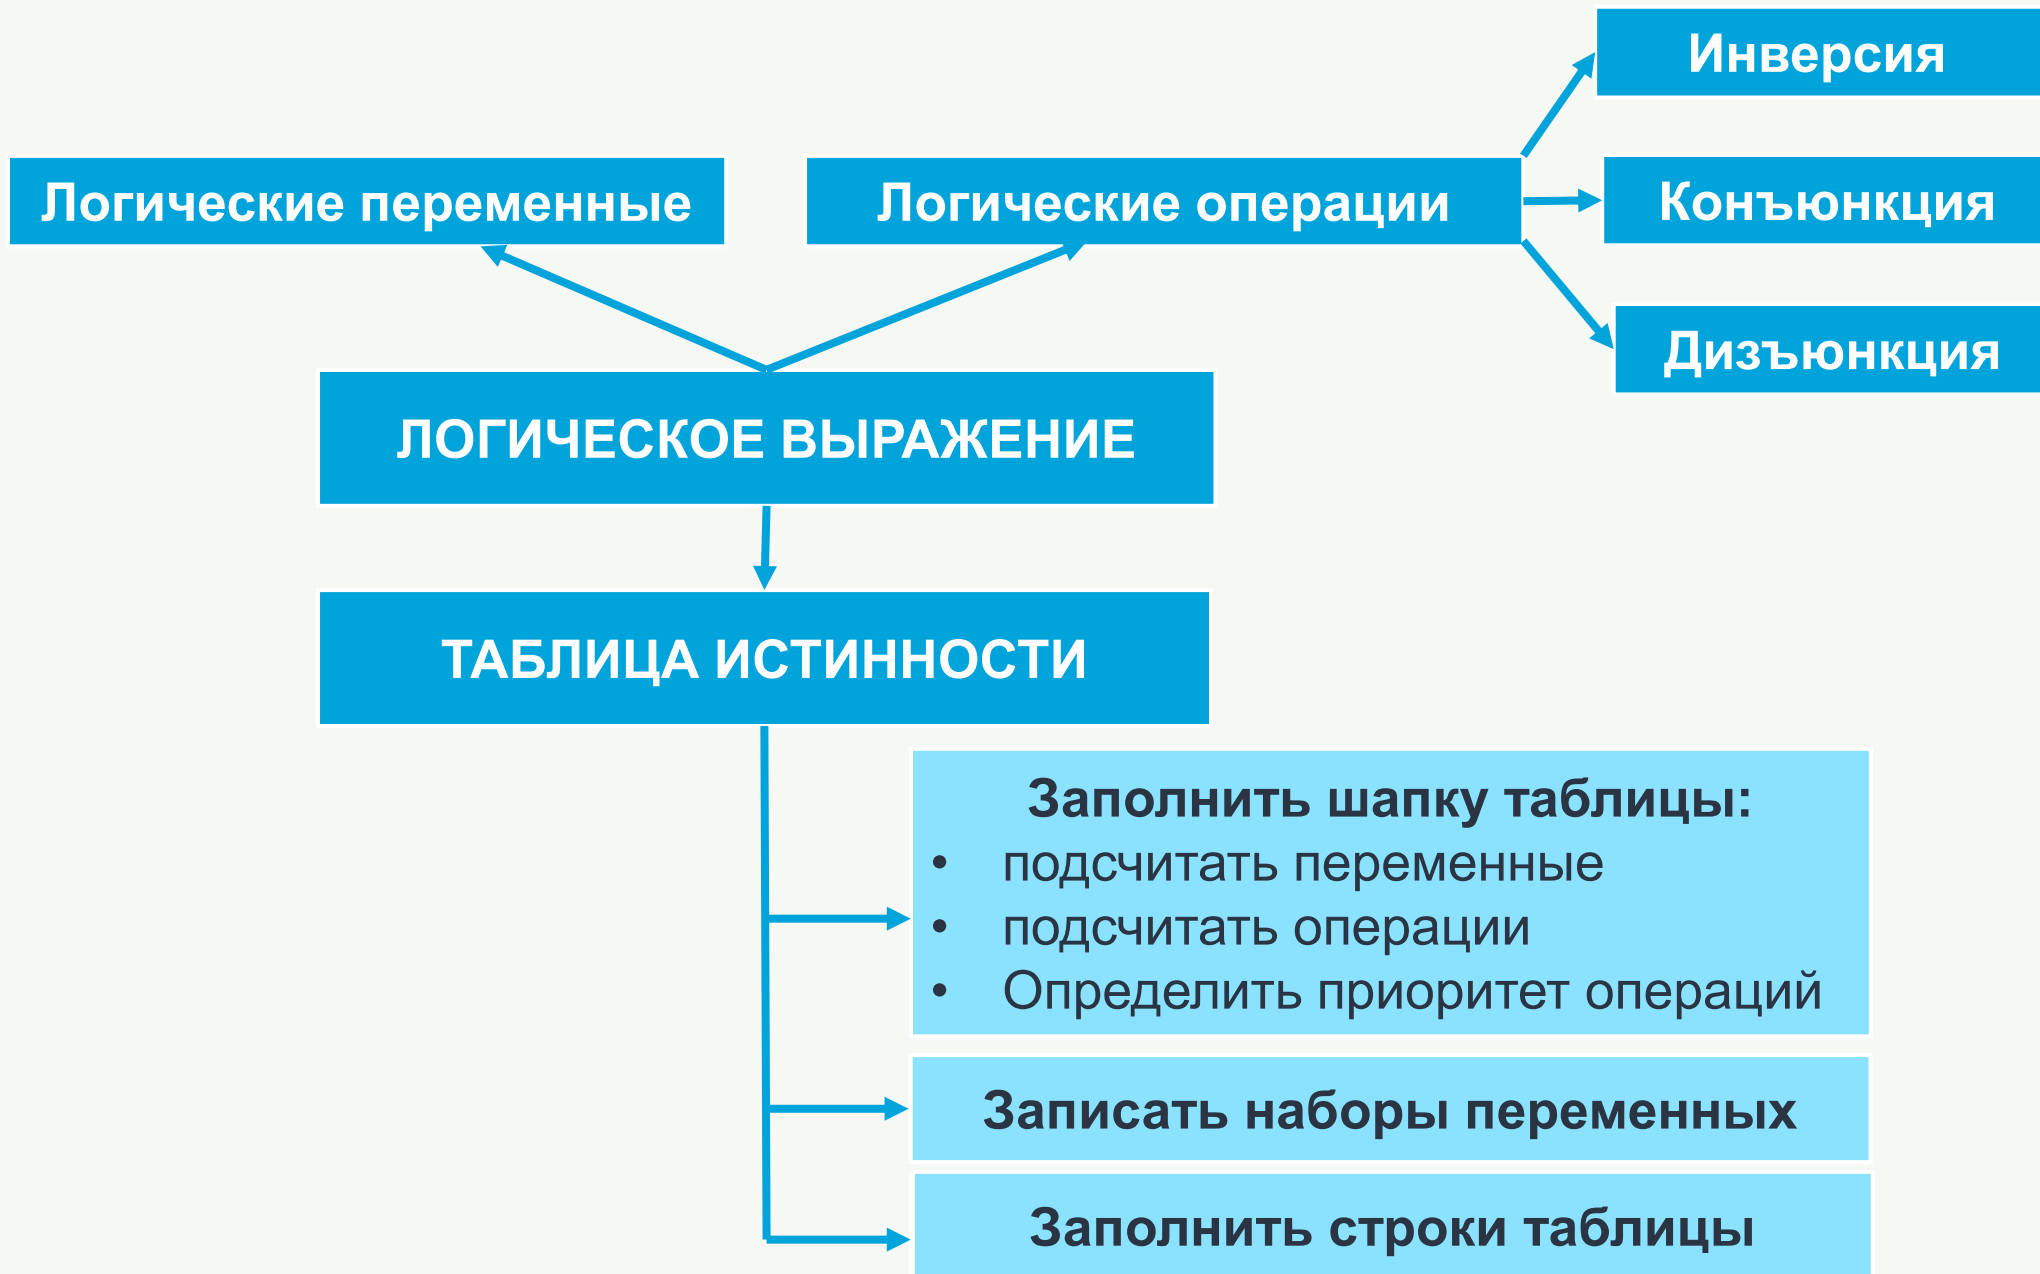 Инверсия
Логические переменные
Логические операции
Конъюнкция
Дизъюнкция
ЛОГИЧЕСКОЕ ВЫРАЖЕНИЕ
ТАБЛИЦА ИСТИННОСТИ
Заполнить шапку таблицы:
• подсчитать переменные
• подсчитать операции
• Определить приоритет операций
Записать наборы переменных
Заполнить строки таблицы